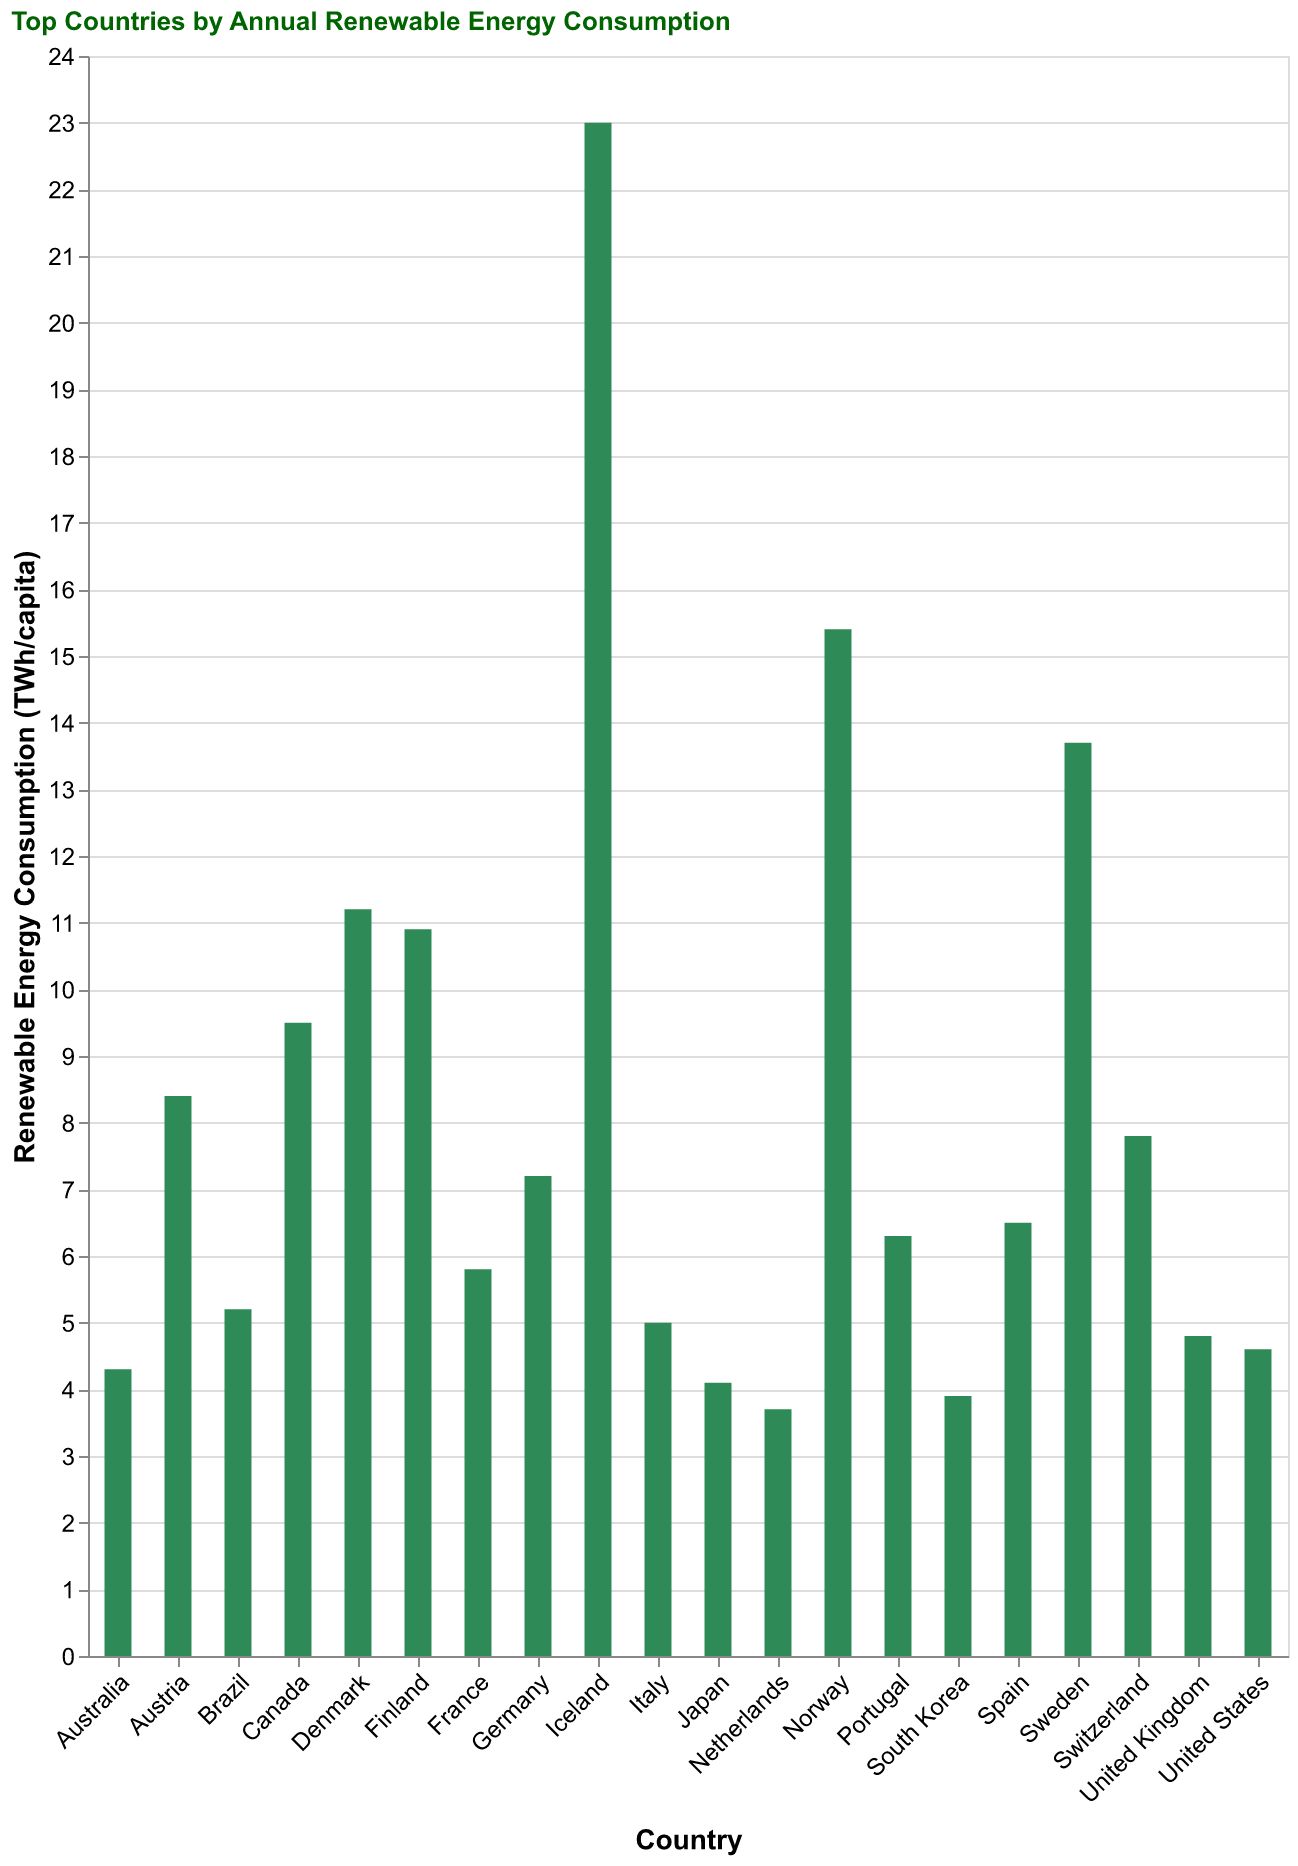 Top Countries by Annual Renewable Energy Consumption
24
23
22
21
20
19
18
17
16
15
14
13
12
11
10
9
8
7
6
5
4
3
2
1
0
Renewable Energy Consumption (TWh/capita)
Australia
Austria
Brazil
Canada
Denmark
Finland
France
Germany
Iceland
Italy
Japan
Netherlands
Norway
Portugal
South Korea
Spain
Sweden
Switzerland
United Kingdom
United States
Country